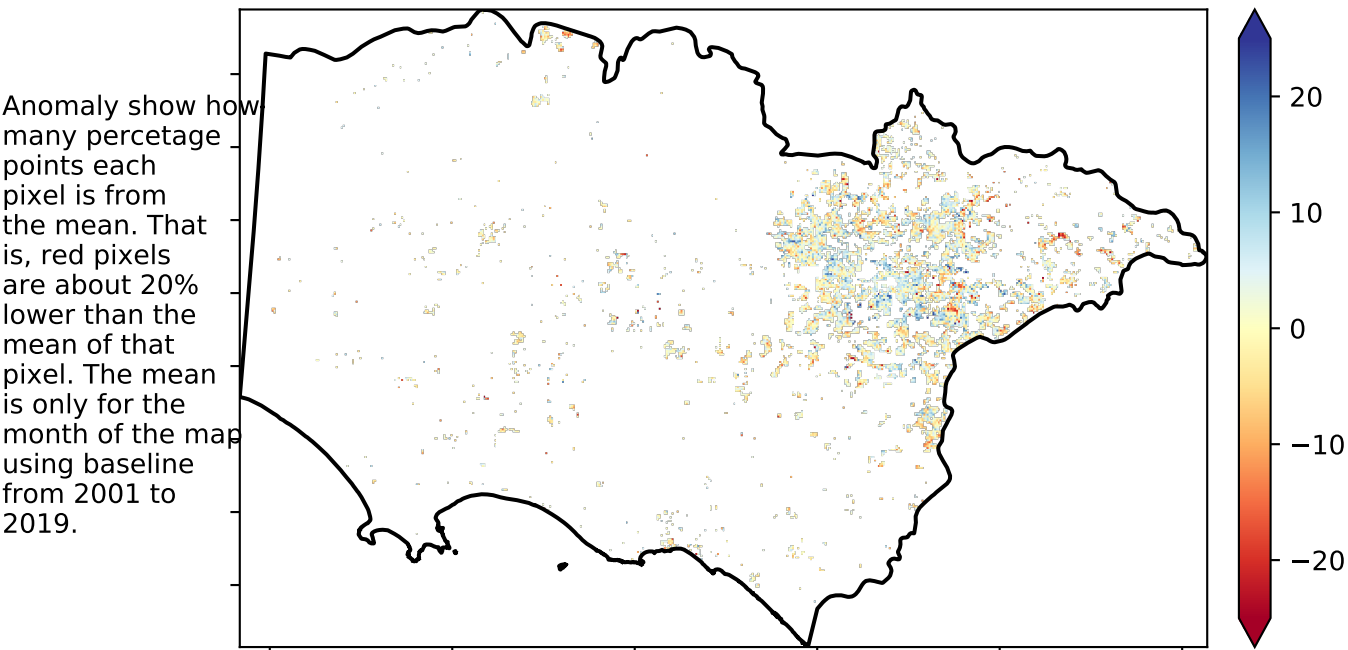 Anomaly show how
many percetage
points each
pixel is from
the mean. That
is, red pixels
are about 20%
lower than the
mean of that
pixel. The mean
is only for the
month of the map
using baseline
from 2001 to
2019.
20
10
0
−10
−20